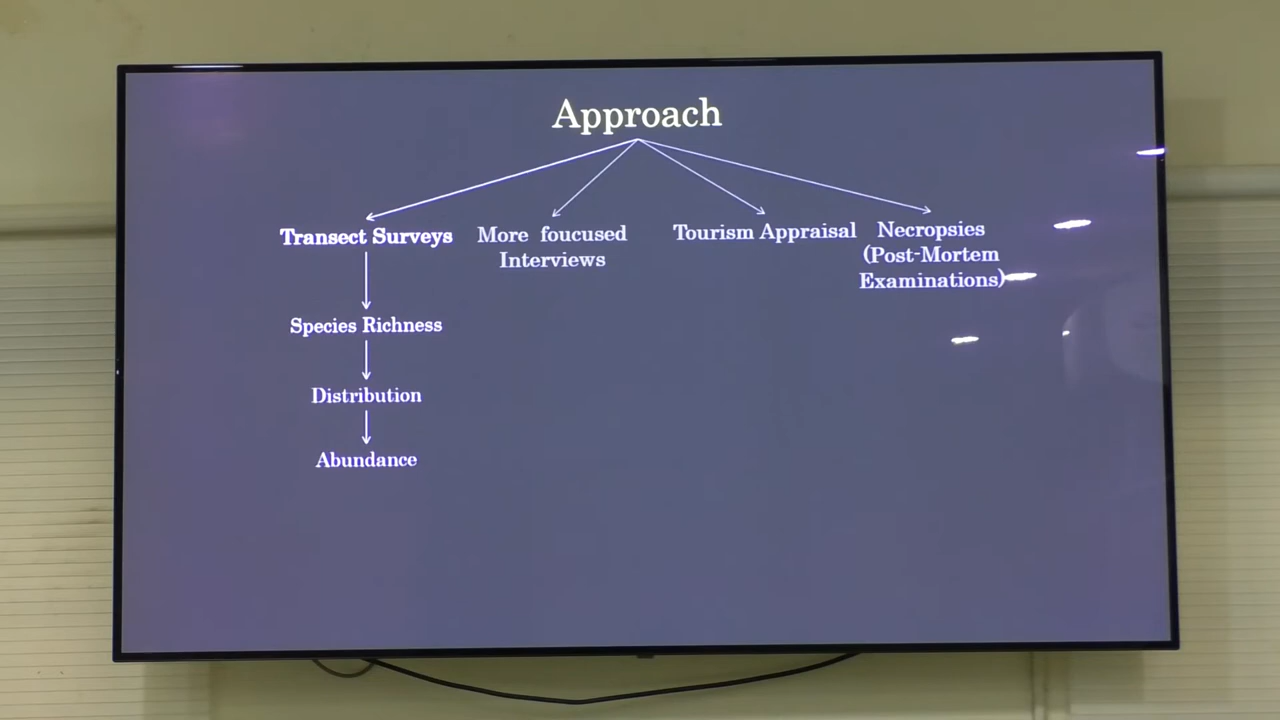 Approach
Transect Surveys
More foucused
Interviews
Tourism Appraisal
Necropsies
(Post-Mortem
Examinations)
Species Richness
Distribution
Abundance